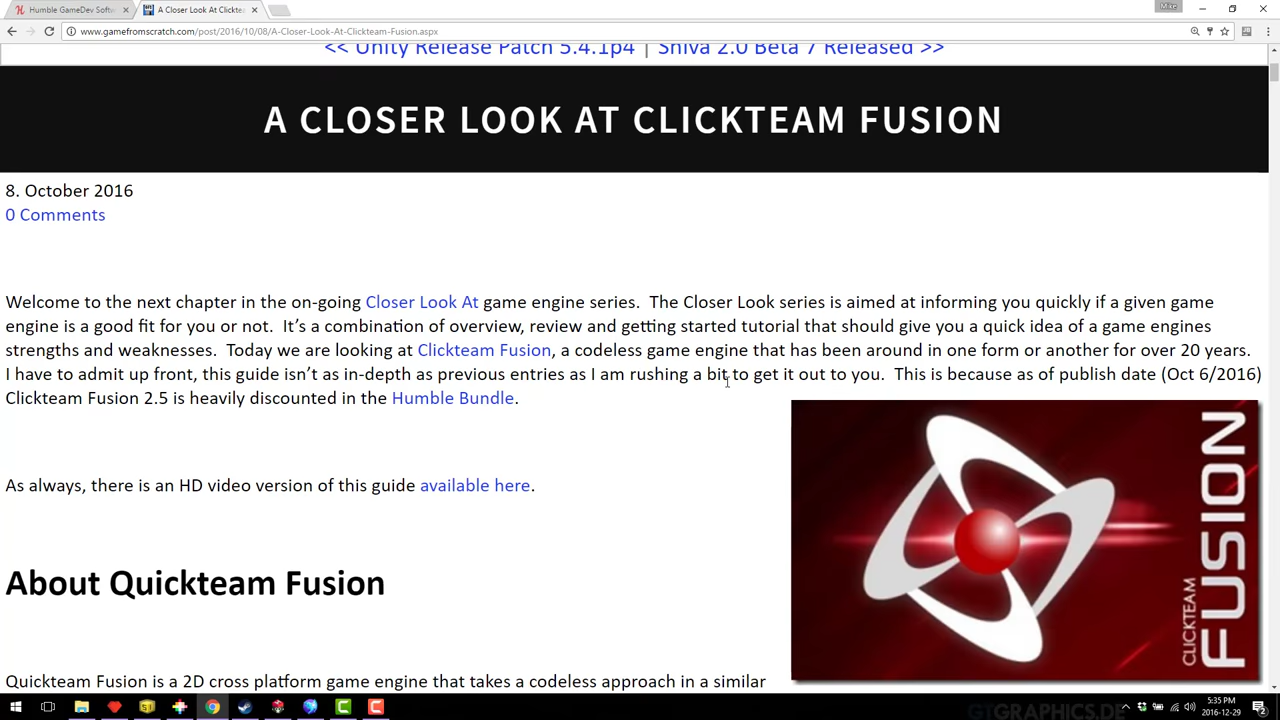 Humble GameDev Softw
A Closer Look At Clickte
Mike
www.gamefromscratch.com/post/2016/10/08/A-Closer-Look-At-Clickteam-Fusion.aspx
<< Unity Release Patch 5.4.1p4 | Shiva 2.0 Beta 7 Released >>
A CLOSER LOOK AT CLICKTEAM FUSION
8. October 2016
0 Comments
Welcome to the next chapter in the on-going Closer Look At game engine series. The Closer Look series is aimed at informing you quickly if a given game
engine is a good fit for you or not. It's a combination of overview, review and getting started tutorial that should give you a quick idea of a game engines
strengths and weaknesses. Today we are looking at Clickteam Fusion, a codeless game engine that has been around in one form or another for over 20 years.
I have to admit up front, this guide isn't as in-depth as previous entries as I am rushing a bit to get it out to you. This is because as of publish date (Oct 6/2016)
Clickteam Fusion 2.5 is heavily discounted in the Humble Bundle.
As always, there is an HD video version of this guide available here.
CLICKTEAM
FUSION
About Quickteam Fusion
Quickteam Fusion is a 2D cross platform game engine that takes a codeless approach in a similar
GTGRAPHICS.DE
5:35 PM
2016-12-29